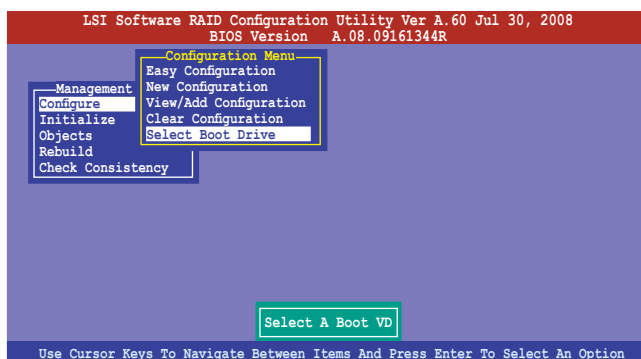 LSI Software RAID Configuration Utility Ver A.60 Jul 30, 2008
BIOS Version A.08.09161344R
Configuration Menu
Easy Configuration
New Configuration
View/Add Configuration
Clear Configuration
Select Boot Drive
Management
Configure
Initialize
Objects
Rebuild
Check Consistency
Select A Boot VD
Use Cursor Keys To Navigate Between Items And Press Enter To Select An Option